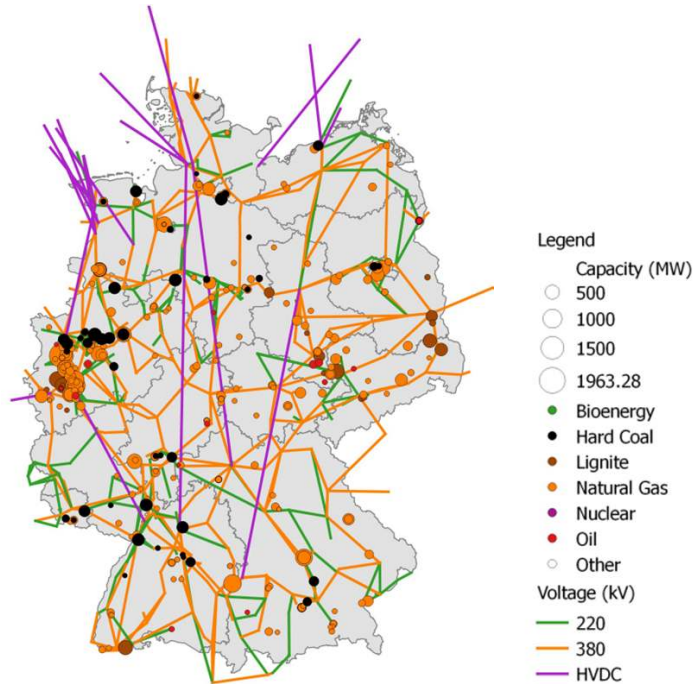 Legend
Capacity (MW)
500
1000
1500
1963.28
Bioenergy
Hard Coal
Lignite
Natural Gas
Nuclear
Oil
Other
Voltage (kV)
220
380
HVDC